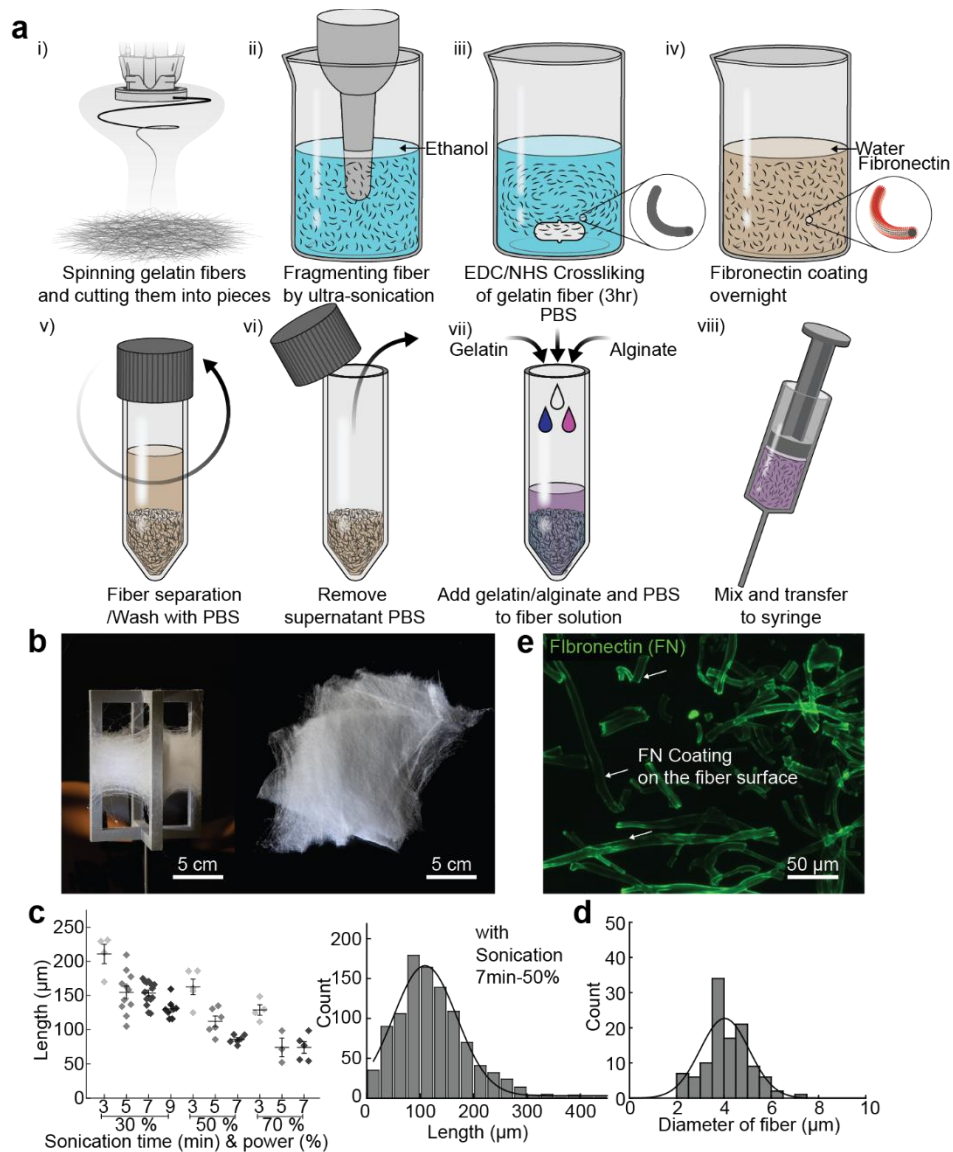 a
i)
ii)
iii)
iv)
Ethanol
Water
Fibronectin
Spinning gelatin fibers
and cutting them into pieces
Fragmenting fiber
by ultra-sonication
EDC/NHS Crossliking
of gelatin fiber (3hr)
Fibronectin coating
overnight
v)
vi)
vii)
PBS
Gelatin
Alginate
viii)
Fiber separation
/Wash with PBS
Remove
supernatant PBS
Add gelatin/alginate and PBS
to fiber solution
Mix and transfer
to syringe
b
5 cm
5 cm
e
FIbronectin (FN)
FN Coating
on the fiber surface
50 µm
c
Length (µm)
250
200
150
100
50
0
3 5 7 9 3 5 7 3 5 7
30 % 50 % 70 %
Sonication time (min) & power (%)
with
Sonication
7min-50%
Count
200
150
100
50
0
0 100 200 300 400
Length (µm)
d
Count
50
40
30
20
10
0
0 2 4 6 8 10
Diameter of fiber (µm)